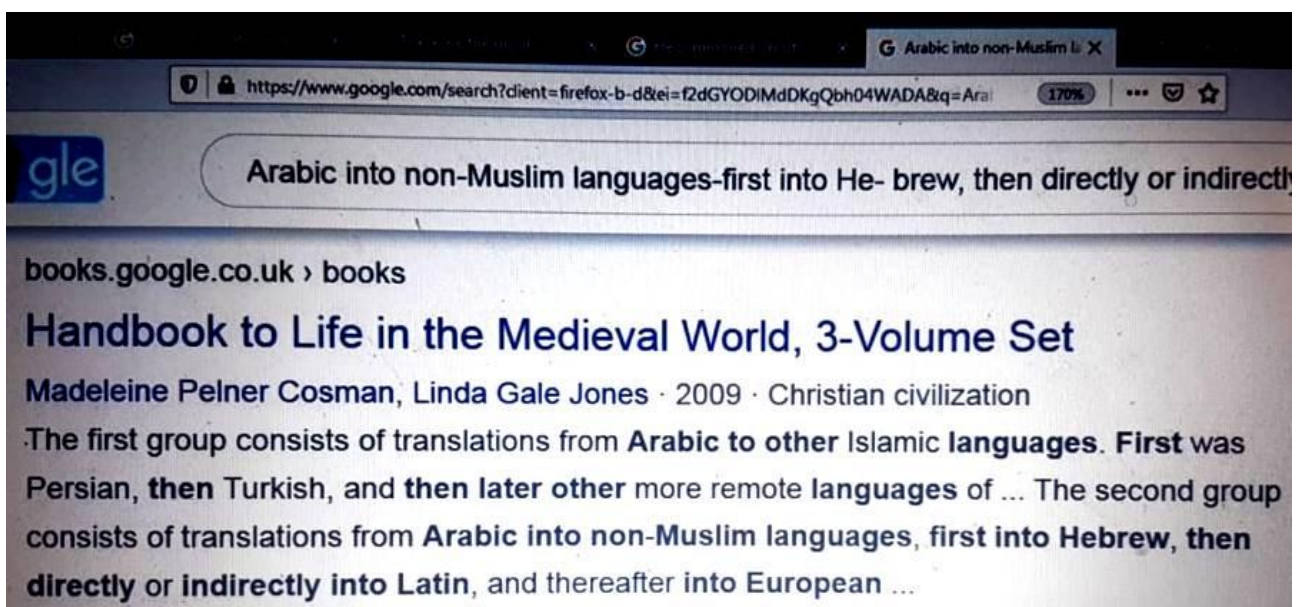 G Arabic into non-Muslim la X
https://www.google.com/search?client=firefox-b-d&ei=f2dGYODIMdDKgQbh04WADA&q=Arai 170% ...
gle Arabic into non-Muslim languages-first into He- brew, then directly or indirectly
books.google.co.uk › books
Handbook to Life in the Medieval World, 3-Volume Set
Madeleine Pelner Cosman, Linda Gale Jones · 2009 · Christian civilization
The first group consists of translations from Arabic to other Islamic languages. First was
Persian, then Turkish, and then later other more remote languages of ... The second group
consists of translations from Arabic into non-Muslim languages, first into Hebrew, then
directly or indirectly into Latin, and thereafter into European ...